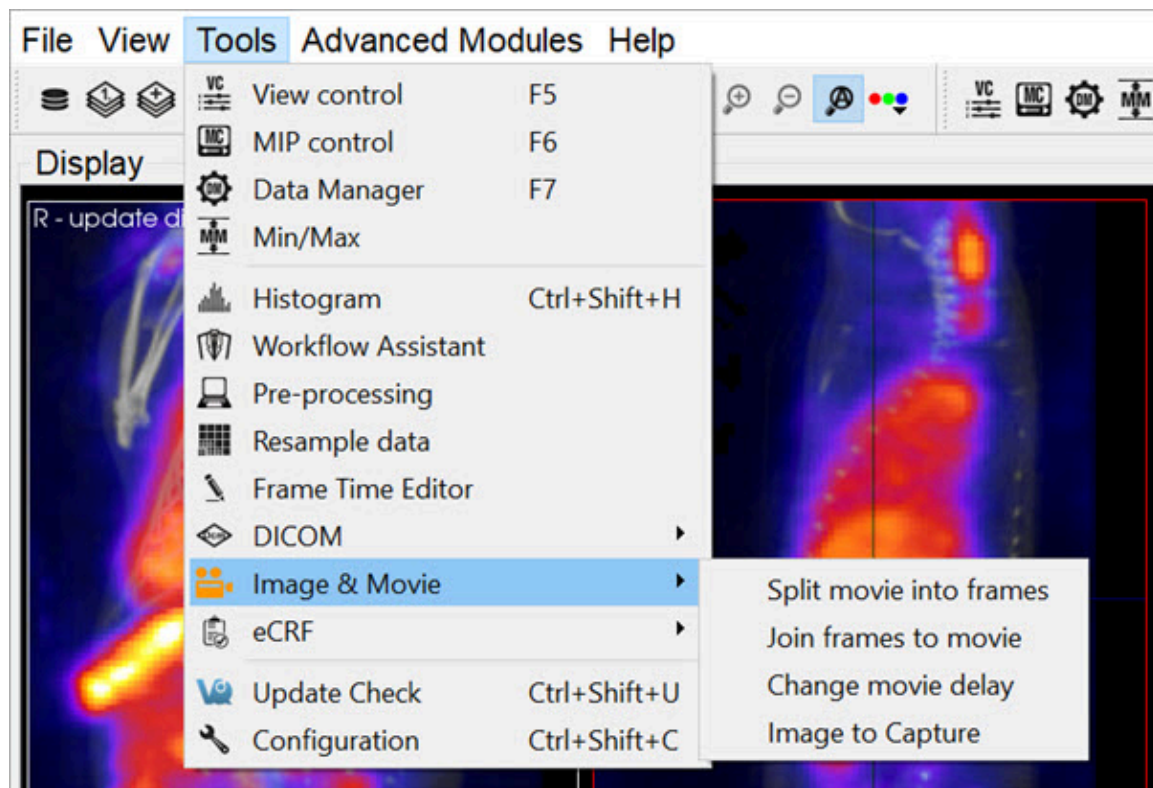 File View Tools Advanced Modules Help
VC View control F5
MC MIP control F6
DM Data Manager F7
MM Min/Max
Histogram Ctrl+Shift+H
Workflow Assistant
Pre-processing
Resample data
Frame Time Editor
DICOM
Image & Movie
eCRF
Update Check Ctrl+Shift+U
Configuration Ctrl+Shift+C
Split movie into frames
Join frames to movie
Change movie delay
Image to Capture
1 + A VC MC DM MM
Display
R - update di